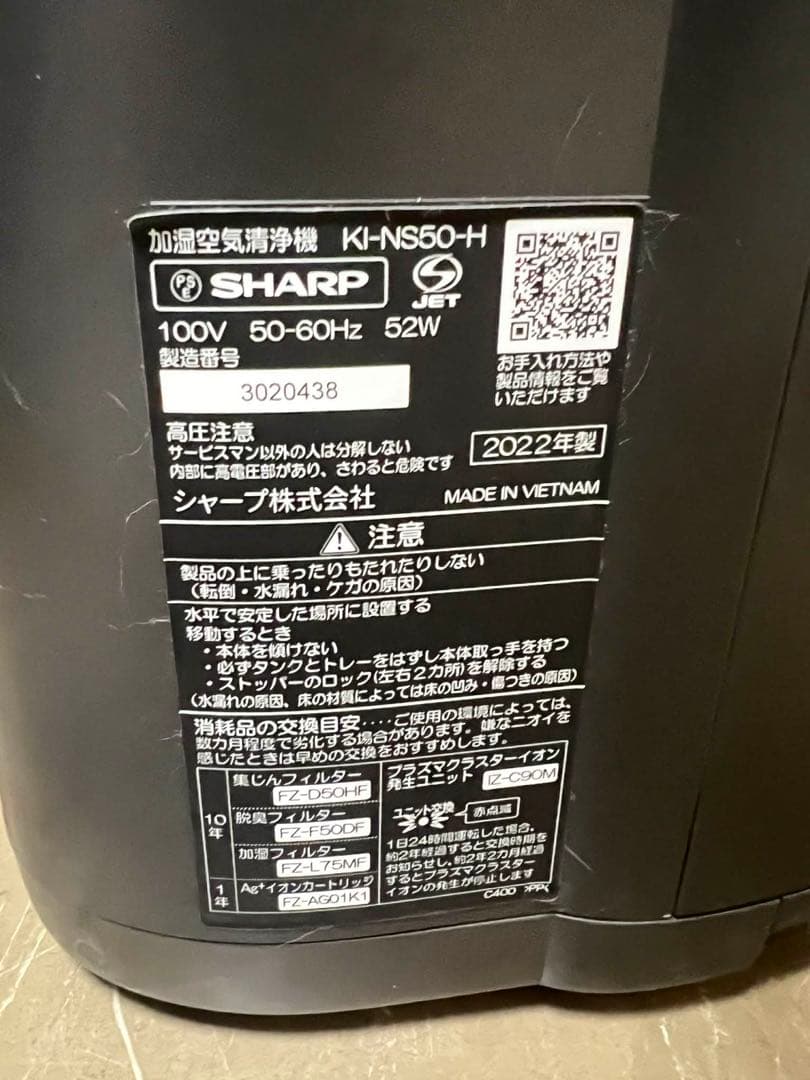 加湿空気清浄機 KI-NS50-H
PSE SHARP
JET
100V 50-60Hz 52W
製造番号
3020438
お手入れ方法や
製品情報をご覧
いただけます
高圧注意
サービスマン以外の人は分解しない
内部に高電圧部があり、さわると危険です
2022年製
シャープ株式会社
MADE IN VIETNAM
注意
製品の上に乗ったりもたれたりしない
(転倒・水漏れ・ケガの原因)
水平で安定した場所に設置する
移動するとき
・本体を傾けない
・必ずタンクとトレーをはずし本体取っ手を持つ
・ストッパーのロック(左右2カ所)を解除する
(水漏れの原因、床の材質によっては床の凹み・傷つきの原因)
消耗品の交換目安‥‥ご使用の環境によっては、
数カ月程度で劣化する場合があります。嫌なニオイを
感じたときは早めの交換をおすすめします。
10年
集じんフィルター
FZ-D50HF
脱臭フィルター
FZ-F50DF
加湿フィルター
FZ-L75MF
1年
Ag+イオンカートリッジ
FZ-AG01K1
プラズマクラスターイオン
発生ユニット IZ-C90M
ユニット交換
赤点滅
1日24時間運転した場合、
約2年経過すると交換時期を
お知らせし、約2年2カ月経過
するとプラズマクラスター
イオンの発生が停止します
C400